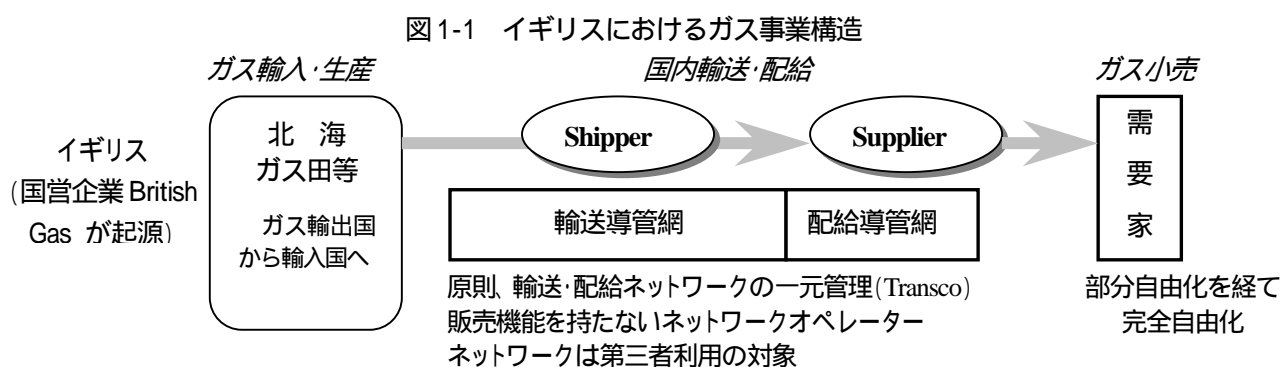 図1-1 イギリスにおけるガス事業構造
ガス輸入・生産
国内輸送・配給
ガス小売
イギリス
(国営企業 British
Gas が起源)
北 海
ガス田等
ガス輸出国
から輸入国へ
Shipper
Supplier
輸送導管網
配給導管網
原則、輸送・配給ネットワークの一元管理(Transco)
販売機能を持たないネットワークオペレーター
ネットワークは第三者利用の対象
需
要
家
部分自由化を経て
完全自由化